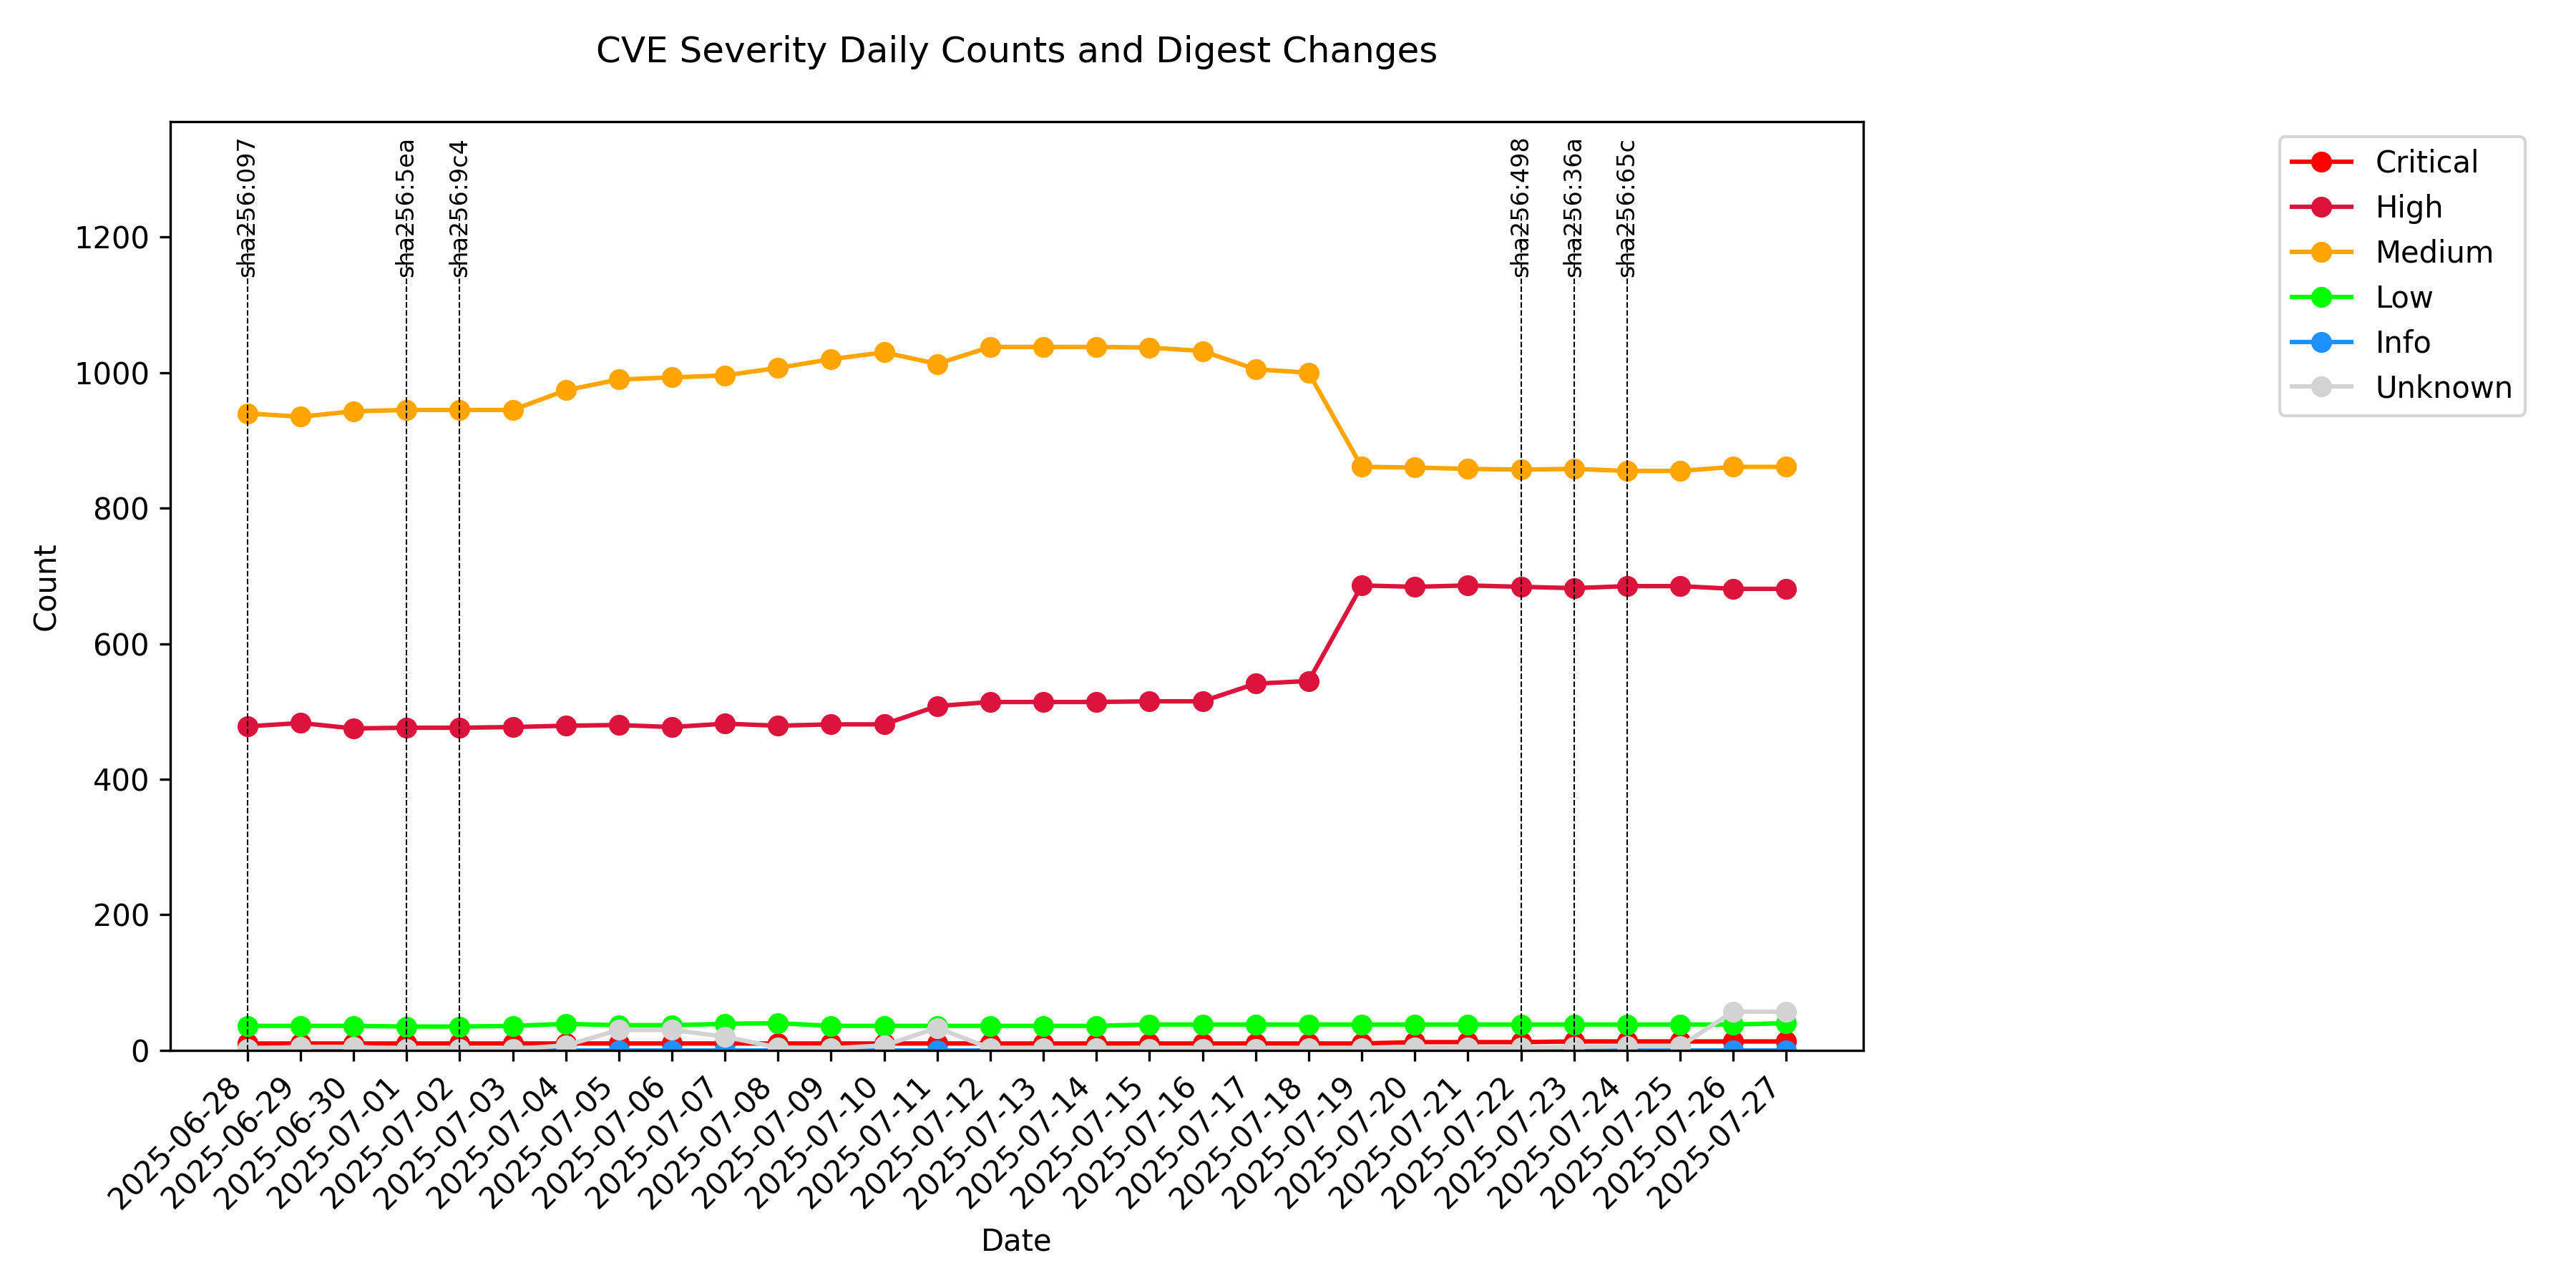 CVE Severity Daily Counts and Digest Changes
sha256:097
sha256:5ea
sha256:9c4
sha256:498
sha256:36a
sha256:65c
Critical
High
Medium
Low
Info
Unknown
Count
1200
1000
800
600
400
200
0
2025-06-28
2025-06-29
2025-06-30
2025-07-01
2025-07-02
2025-07-03
2025-07-04
2025-07-05
2025-07-06
2025-07-07
2025-07-08
2025-07-09
2025-07-10
2025-07-11
2025-07-12
2025-07-13
2025-07-14
2025-07-15
2025-07-16
2025-07-17
2025-07-18
2025-07-19
2025-07-20
2025-07-21
2025-07-22
2025-07-23
2025-07-24
2025-07-25
2025-07-26
2025-07-27
Date